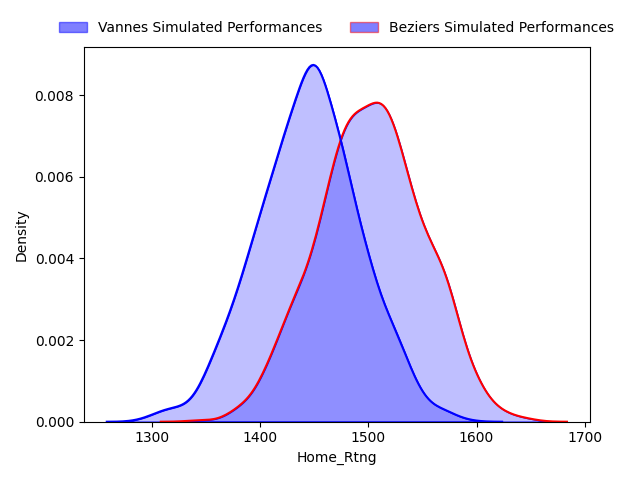 Vannes Simulated Performances Beziers Simulated Performances
0.008
0.006
0.004
0.002
0.000
Density
1300 1400 1500 1600 1700
Home_Rtng